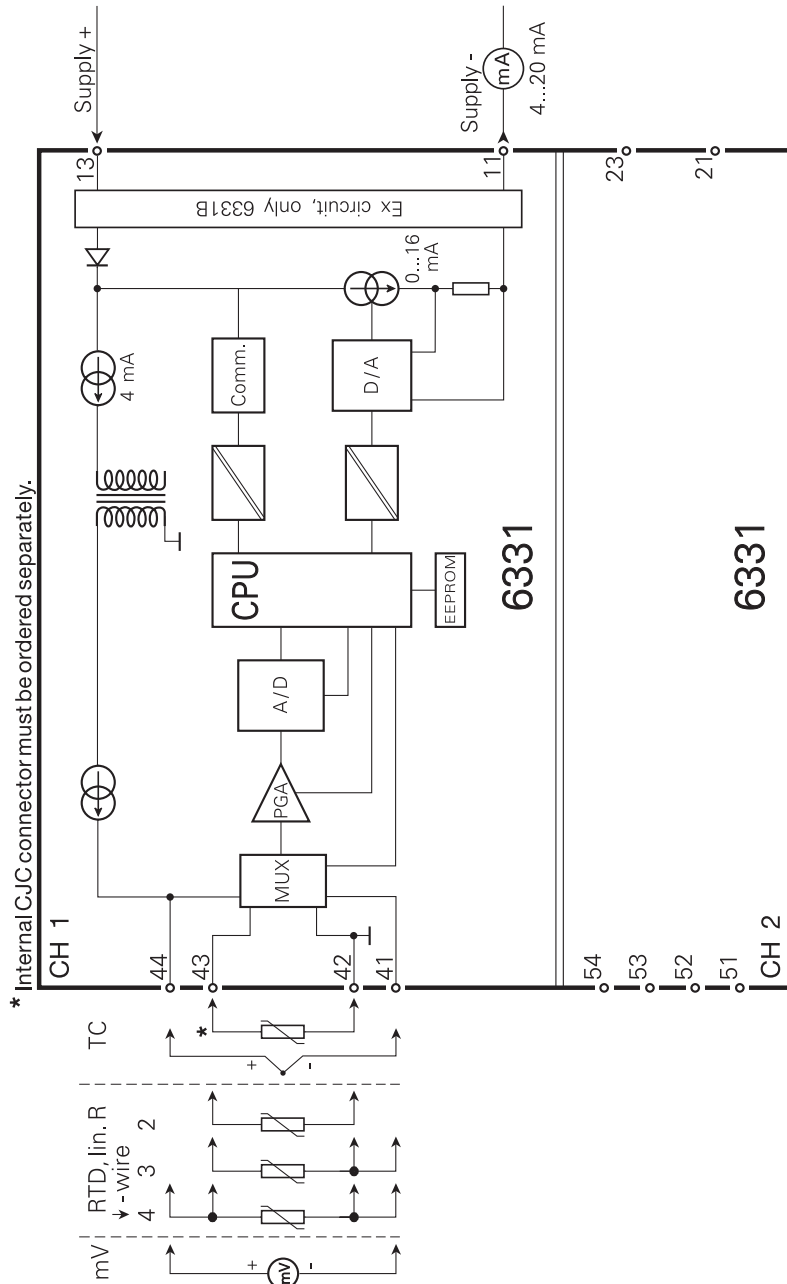 * Internal CJC connector must be ordered separately.
mV
RTD, lin. R
- wire
4
3
2
TC
+
-
mV
+
-
*
CH 1
44
43
42
41
MUX
PGA
A/D
CPU
EEPROM
4 mA
Comm.
D/A
0...16
mA
Ex circuit, only 6331B
13
11
Supply +
Supply -
mA
4...20 mA
6331
CH 2
54
53
52
51
6331
23
21